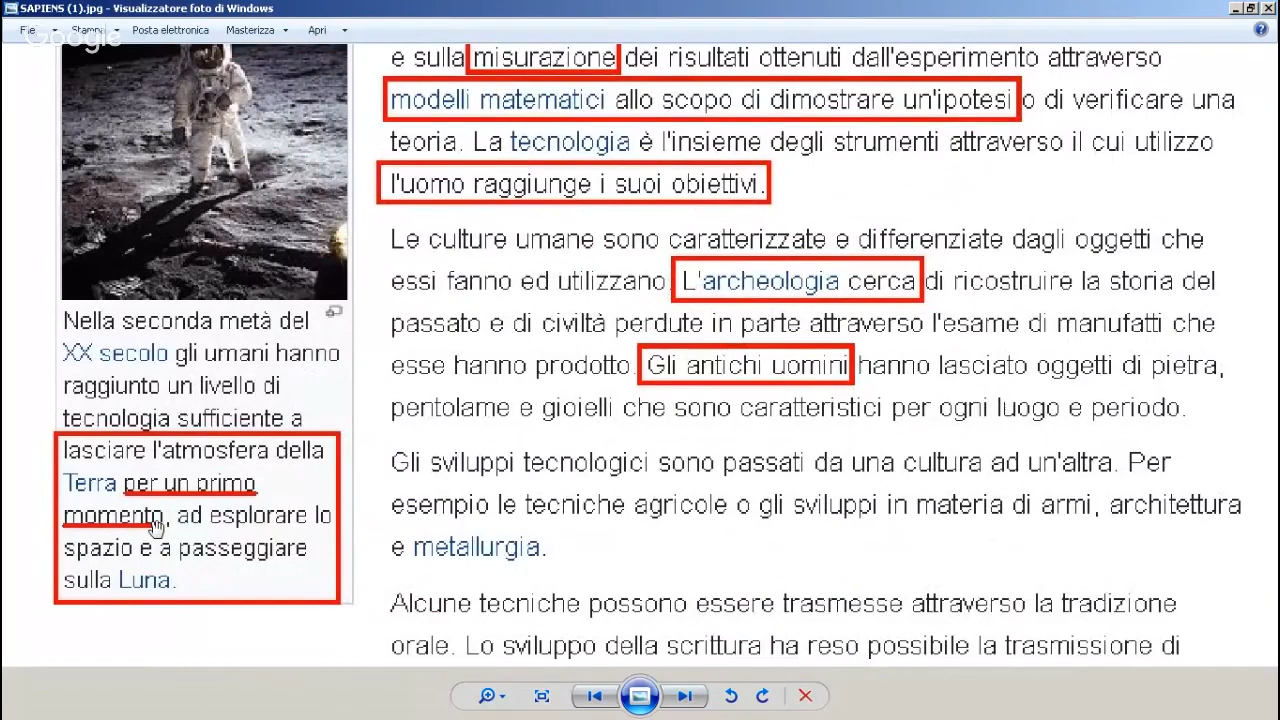 SAPIENS (1).jpg - Visualizzatore foto di Windows
File Stampa Posta elettronica Masterizza Apri
Google
e sulla misurazione dei risultati ottenuti dall'esperimento attraverso
modelli matematici allo scopo di dimostrare un'ipotesi o di verificare una
teoria. La tecnologia è l'insieme degli strumenti attraverso il cui utilizzo
l'uomo raggiunge i suoi obiettivi.
Le culture umane sono caratterizzate e differenziate dagli oggetti che
essi fanno ed utilizzano. L'archeologia cerca di ricostruire la storia del
passato e di civiltà perdute in parte attraverso l'esame di manufatti che
esse hanno prodotto. Gli antichi uomini hanno lasciato oggetti di pietra,
pentolame e gioielli che sono caratteristici per ogni luogo e periodo.
Gli sviluppi tecnologici sono passati da una cultura ad un'altra. Per
esempio le tecniche agricole o gli sviluppi in materia di armi, architettura
e metallurgia.
Alcune tecniche possono essere trasmesse attraverso la tradizione
orale. Lo sviluppo della scrittura ha reso possibile la trasmissione di
Nella seconda metà del
XX secolo gli umani hanno
raggiunto un livello di
tecnologia sufficiente a
lasciare l'atmosfera della
Terra per un primo
momento, ad esplorare lo
spazio e a passeggiare
sulla Luna.